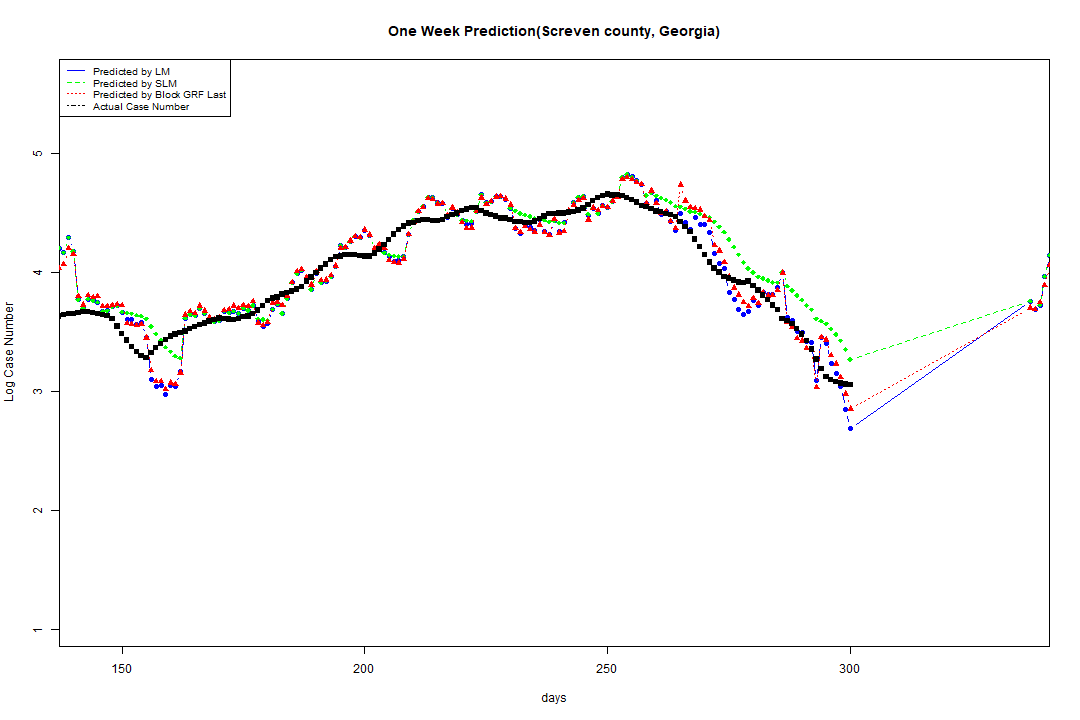 One Week Prediction(Screven county, Georgia)
Predicted by LM
Predicted by SLM
Predicted by Block GRF Last
Actual Case Number
Log Case Number
5
4
3
2
1
150 200 250 300
days